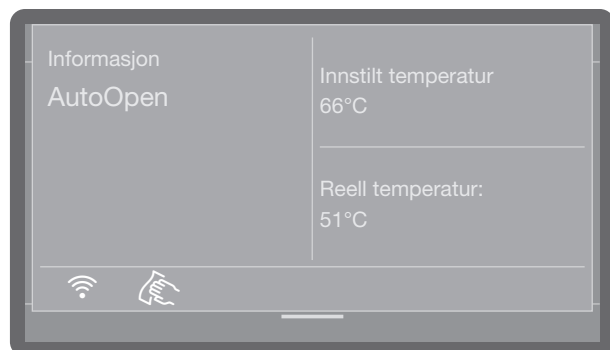 Informasjon
AutoOpen
Innstilt temperatur
66°C
Reell temperatur:
51°C